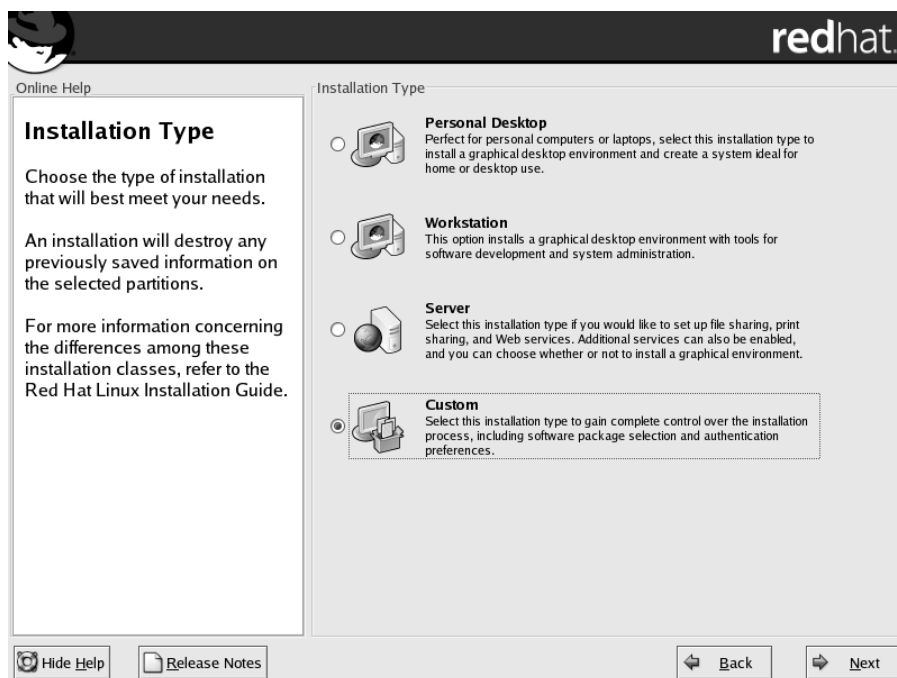 redhat.
Online Help
Installation Type
Choose the type of installation
that will best meet your needs.
An installation will destroy any
previously saved information on
the selected partitions.
For more information concerning
the differences among these
installation classes, refer to the
Red Hat Linux Installation Guide.
Installation Type
Personal Desktop
Perfect for personal computers or laptops, select this installation type to
install a graphical desktop environment and create a system ideal for
home or desktop use.
Workstation
This option installs a graphical desktop environment with tools for
software development and system administration.
Server
Select this installation type if you would like to set up file sharing, print
sharing, and Web services. Additional services can also be enabled,
and you can choose whether or not to install a graphical environment.
Custom
Select this installation type to gain complete control over the installation
process, including software package selection and authentication
preferences.
Hide Help
Release Notes
Back
Next